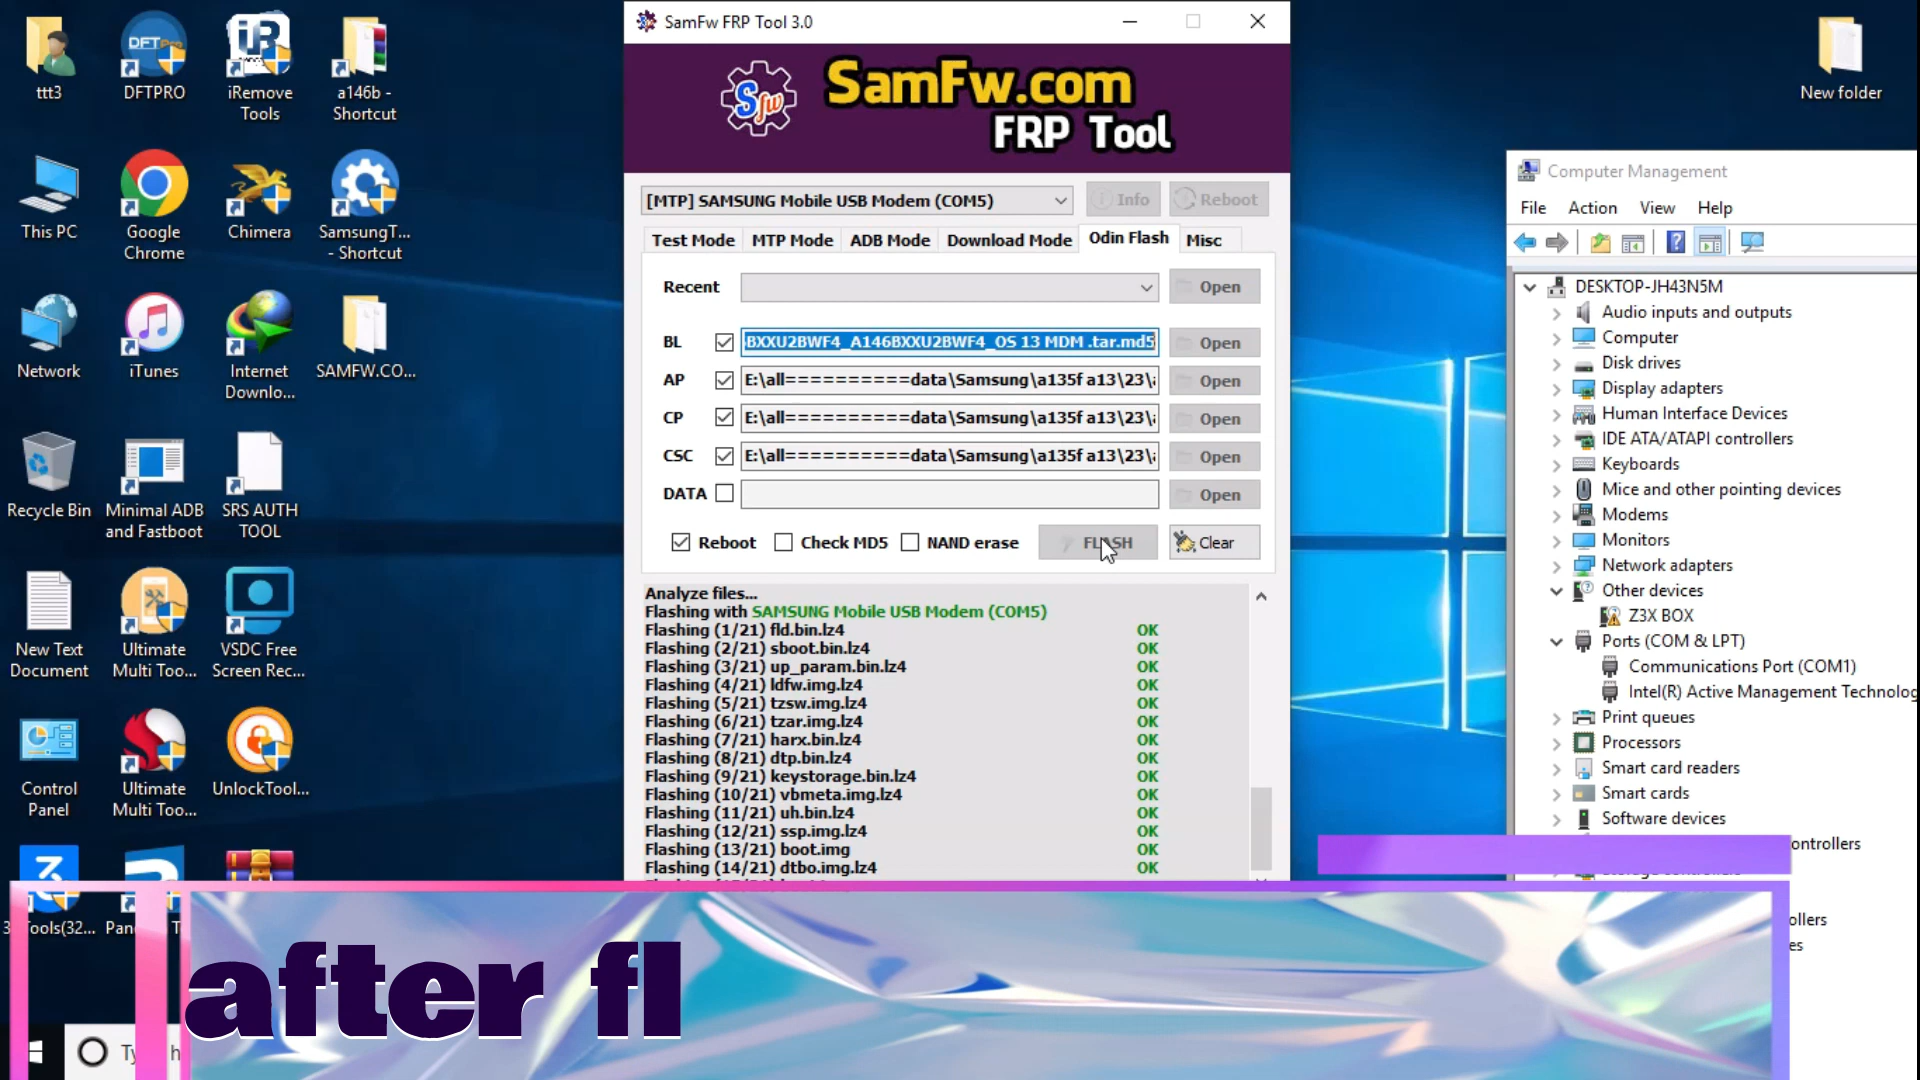 ttt3
DFTPRO
iRemove
Tools
a146b -
Shortcut
This PC
Google
Chrome
Chimera
SamsungT...
- Shortcut
Network
iTunes
Internet
Downlo...
SAMFW.CO...
Recycle Bin
Minimal ADB
and Fastboot
SRS AUTH
TOOL
New Text
Document
Ultimate
Multi Too...
VSDC Free
Screen Rec...
Control
Panel
Ultimate
Multi Too...
UnlockTool...
SamFw FRP Tool 3.0
Sfw
SamFw.com
FRP Tool
[MTP] SAMSUNG Mobile USB Modem (COM5)
Info
Reboot
Test Mode
MTP Mode
ADB Mode
Download Mode
Odin Flash
Misc
Recent
Open
BL
BXXU2BWF4_A146BXXU2BWF4_OS 13 MDM .tar.md5
Open
AP
E:\all==========data\Samsung\a135f a13\23\
Open
CP
E:\all==========data\Samsung\a135f a13\23\
Open
CSC
E:\all==========data\Samsung\a135f a13\23\
Open
DATA
Open
Reboot
Check MD5
NAND erase
FLASH
Clear
Analyze files...
Flashing with SAMSUNG Mobile USB Modem (COM5)
Flashing (1/21) fld.bin.lz4 OK
Flashing (2/21) sboot.bin.lz4 OK
Flashing (3/21) up_param.bin.lz4 OK
Flashing (4/21) ldfw.img.lz4 OK
Flashing (5/21) tzsw.img.lz4 OK
Flashing (6/21) tzar.img.lz4 OK
Flashing (7/21) harx.bin.lz4 OK
Flashing (8/21) dtp.bin.lz4 OK
Flashing (9/21) keystorage.bin.lz4 OK
Flashing (10/21) vbmeta.img.lz4 OK
Flashing (11/21) uh.bin.lz4 OK
Flashing (12/21) ssp.img.lz4 OK
Flashing (13/21) boot.img OK
Flashing (14/21) dtbo.img.lz4 OK
New folder
Computer Management
File Action View Help
DESKTOP-JH43N5M
Audio inputs and outputs
Computer
Disk drives
Display adapters
Human Interface Devices
IDE ATA/ATAPI controllers
Keyboards
Mice and other pointing devices
Modems
Monitors
Network adapters
Other devices
Z3X BOX
Ports (COM & LPT)
Communications Port (COM1)
Intel(R) Active Management Technolog
Print queues
Processors
Smart card readers
Smart cards
Software devices
ontrollers
ollers
es
Tools(32...
after fl